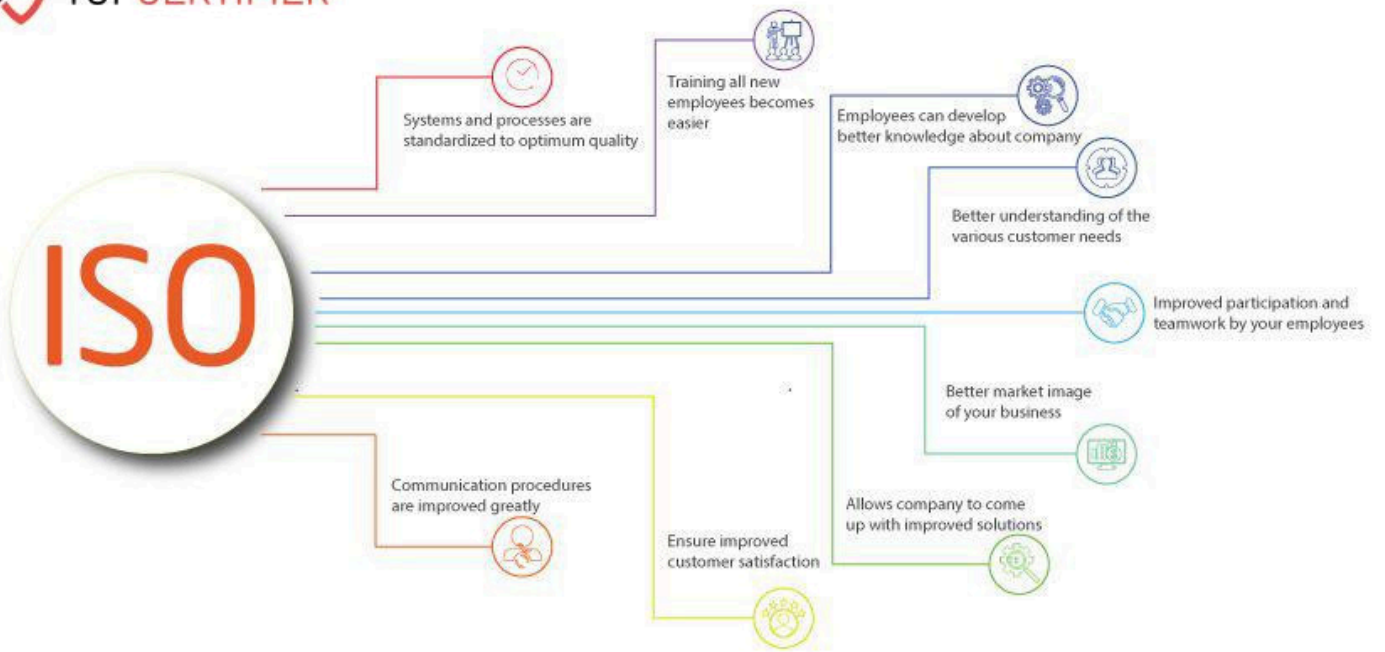 TOPCERTIFIER
Systems and processes are
standardized to optimum quality
Training all new
employees becomes
easier
Employees can develop
better knowledge about company
Better understanding of the
various customer needs
ISO
Improved participation and
teamwork by your employees
Better market image
of your business
Communication procedures
are improved greatly
Allows company to come
up with improved solutions
Ensure improved
customer satisfaction